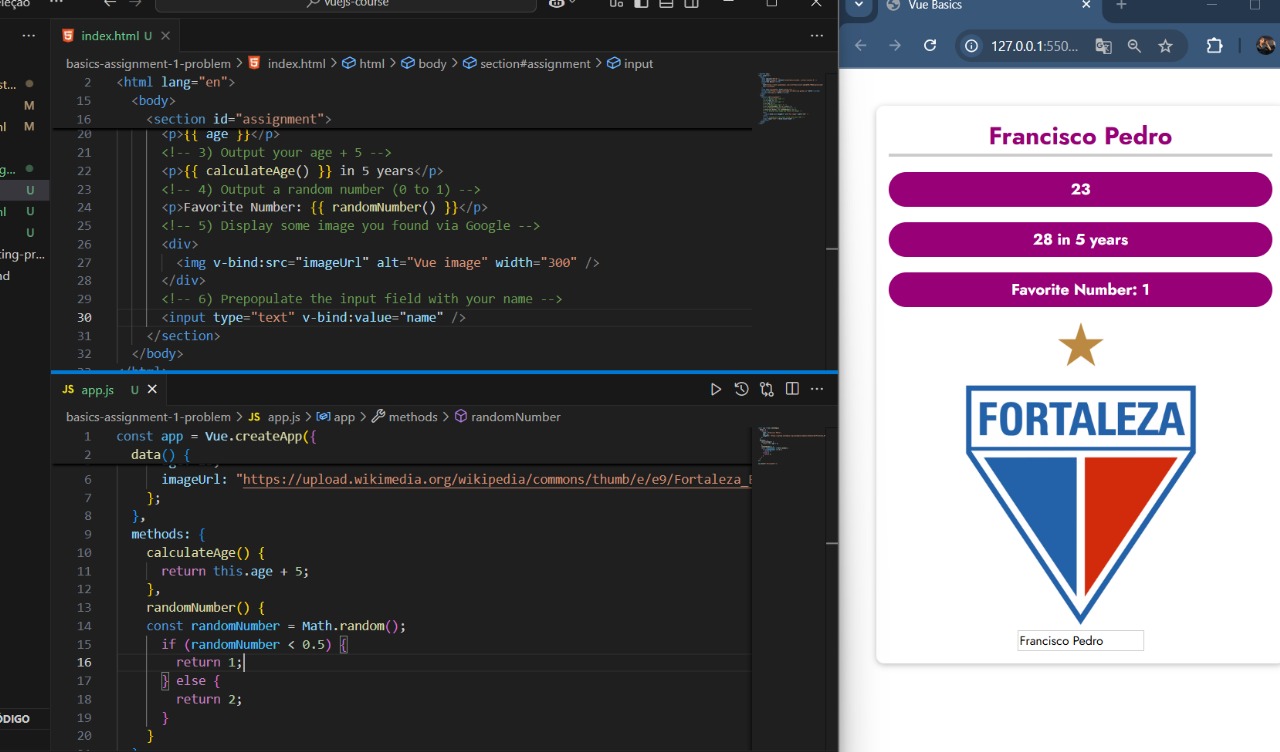 eleção
vuejs-course
index.html U
basics-assignment-1-problem > index.html > html > body > section#assignment > input
2 <html lang="en">
15 <body>
16 <section id="assignment">
20 <p>{{ age }}</p>
21 <!-- 3) Output your age + 5 -->
22 <p>{{ calculateAge() }} in 5 years</p>
23 <!-- 4) Output a random number (0 to 1) -->
24 <p>Favorite Number: {{ randomNumber() }}</p>
25 <!-- 5) Display some image you found via Google -->
26 <div>
27 <img v-bind:src="imageUrl" alt="Vue image" width="300" />
28 </div>
29 <!-- 6) Prepopulate the input field with your name -->
30 <input type="text" v-bind:value="name" />
31 </section>
32 </body>
st...
M
M
g...
U
U
U
ting-pr...
ÓDIGO
JS app.js U
basics-assignment-1-problem > JS app.js > app > methods > randomNumber
1 const app = Vue.createApp({
2 data() {
6 imageUrl: "https://upload.wikimedia.org/wikipedia/commons/thumb/e/e9/Fortaleza_
7 };
8 },
9 methods: {
10 calculateAge() {
11 return this.age + 5;
12 },
13 randomNumber() {
14 const randomNumber = Math.random();
15 if (randomNumber < 0.5) {
16 return 1;
17 } else {
18 return 2;
19 }
20 }
Vue Basics
127.0.0.1:550...
Francisco Pedro
23
28 in 5 years
Favorite Number: 1
FORTALEZA
Francisco Pedro